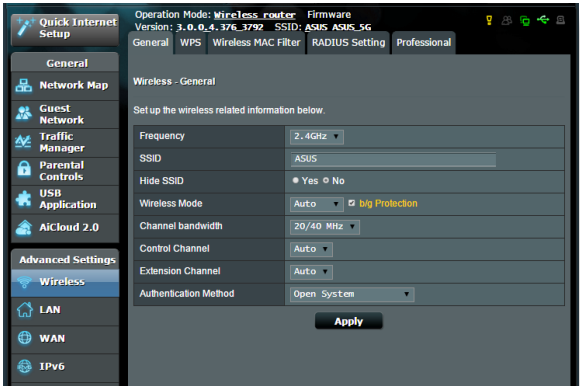 Quick Internet
Setup
General
Network Map
Guest
Network
Traffic
Manager
Parental
Controls
USB
Application
AiCloud 2.0
Advanced Settings
Wireless
LAN
WAN
IPv6
Operation Mode: Wireless router Firmware
Version: 3.0.0.4.376_3792 SSID: ASUS ASUS_5G
General WPS Wireless MAC Filter RADIUS Setting Professional
Wireless - General
Set up the wireless related information below.
Frequency 2.4GHz
SSID ASUS
Hide SSID Yes No
Wireless Mode Auto b/g Protection
Channel bandwidth 20/40 MHz
Control Channel Auto
Extension Channel Auto
Authentication Method Open System
Apply